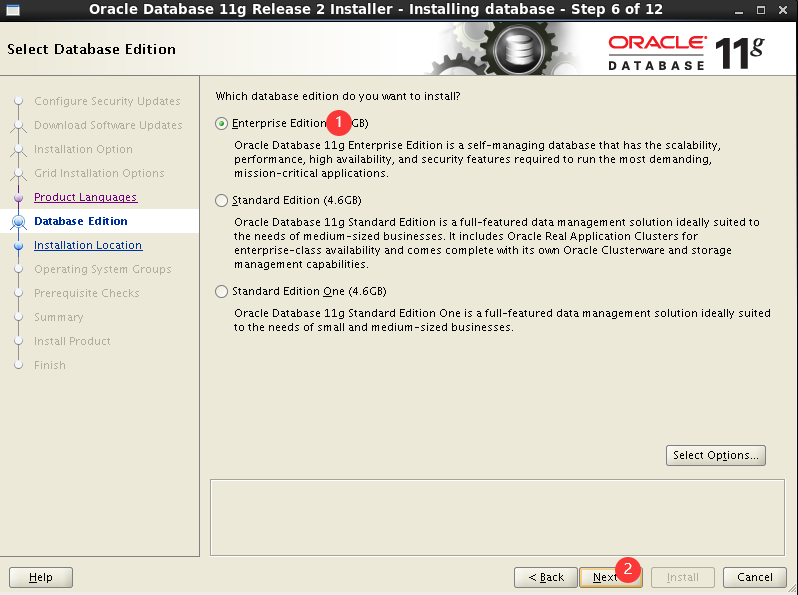 Oracle Database 11g Release 2 Installer - Installing database - Step 6 of 12
Select Database Edition
ORACLE
DATABASE
11g
Configure Security Updates
Download Software Updates
Installation Option
Grid Installation Options
Product Languages
Database Edition
Installation Location
Operating System Groups
Prerequisite Checks
Summary
Install Product
Finish
Which database edition do you want to install?
Enterprise Edition 1 GB)
Oracle Database 11g Enterprise Edition is a self-managing database that has the scalability,
performance, high availability, and security features required to run the most demanding,
mission-critical applications.
Standard Edition (4.6GB)
Oracle Database 11g Standard Edition is a full-featured data management solution ideally suited to
the needs of medium-sized businesses. It includes Oracle Real Application Clusters for
enterprise-class availability and comes complete with its own Oracle Clusterware and storage
management capabilities.
Standard Edition One (4.6GB)
Oracle Database 11g Standard Edition One is a full-featured data management solution ideally suited
to the needs of small and medium-sized businesses.
Select Options...
Help
< Back
Next 2
Install
Cancel